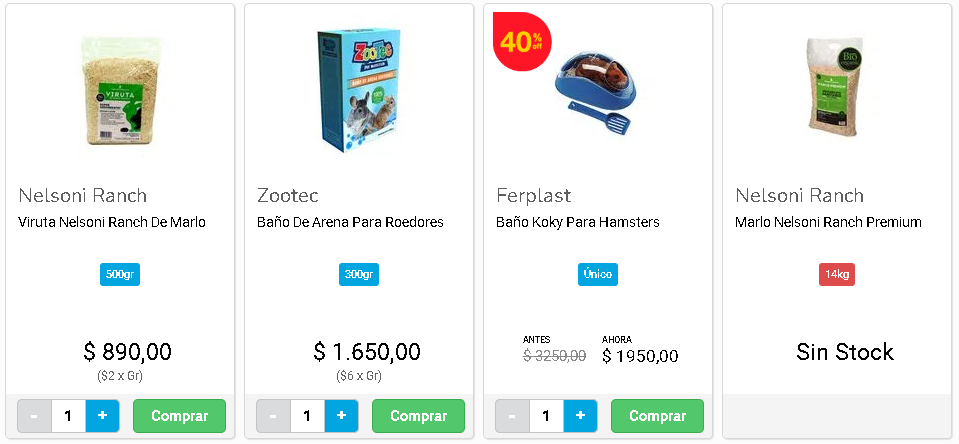 VIRUTA
Nelsoni Ranch
Viruta Nelsoni Ranch De Marlo
500gr
$ 890,00
($2 x Gr)
- 1 + Comprar
ZooTec
Zootec
Baño De Arena Para Roedores
300gr
$ 1.650,00
($6 x Gr)
- 1 + Comprar
40% off
Ferplast
Baño Koky Para Hamsters
Único
ANTES
$ 3250,00
AHORA
$ 1950,00
- 1 + Comprar
Bio
Nelsoni Ranch
Marlo Nelsoni Ranch Premium
14kg
Sin Stock